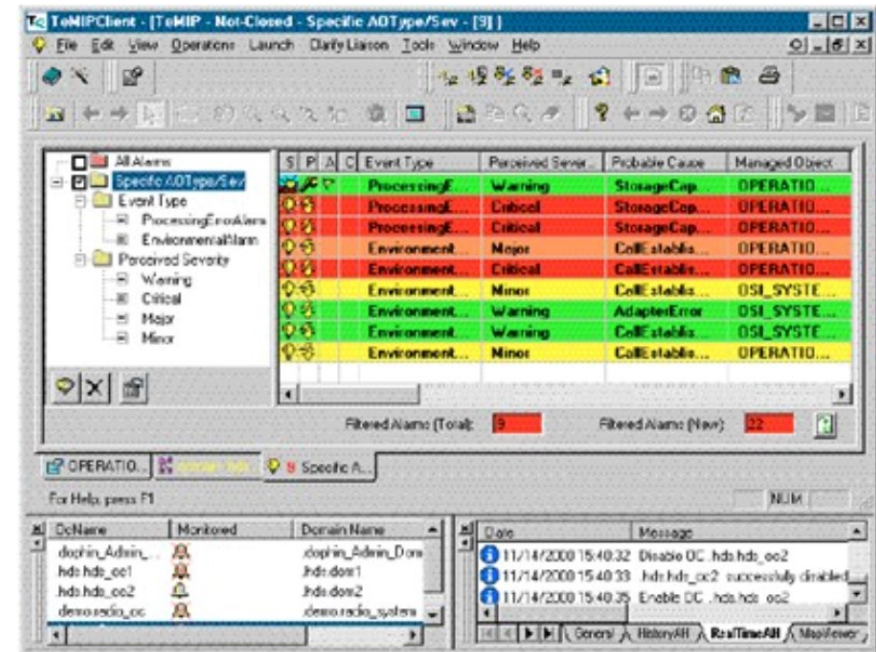 TeMIPClient - [TeMIP - Not-Closed - Specific AOType/Sev - [9] ]
File Edit View Operations Launch Clarify Liaison Tools Window Help
All Alarms
Specific AOType/Sev
Event Type
ProcessingErrorAlarm
EnvironmentalAlarm
Perceived Severity
Warning
Critical
Major
Minor
S P A C Event Type Perceived Sever... Probable Cause Managed Object
ProcessingE... Warning StorageCap... OPERATIO...
ProcessingE... Critical StorageCap... OPERATIO...
ProcessingE... Critical StorageCap... OPERATIO...
Environment... Major CallEstablis... OPERATIO...
Environment... Critical CallEstablis... OPERATIO...
Environment... Minor CallEstablis... OSI_SYSTE...
Environment... Warning AdapterError OSI_SYSTE...
Environment... Warning CallEstablis... OSI_SYSTE...
Environment... Minor CallEstablis... OPERATIO...
Filtered Alarms (Total): 9 Filtered Alarms (New): 22
OPERATIO... 9 Specific A...
For Help, press F1 NUM
OcName Monitored Domain Name
dophin_Admin_... .dophin_Admin_Dom
.hds.hds_oc1 .hds.dom1
.hds.hds_oc2 .hds.dom2
.demo.radio_oc .demo.radio_system
Date Message
11/14/2000 15:40:32 Disable OC .hds.hds_oc2
11/14/2000 15:40:33 .hds.hds_oc2 successfully disabled
11/14/2000 15:40:35 Enable OC .hds.hds_oc2
General HistoryAH RealTimeAH MapViewer